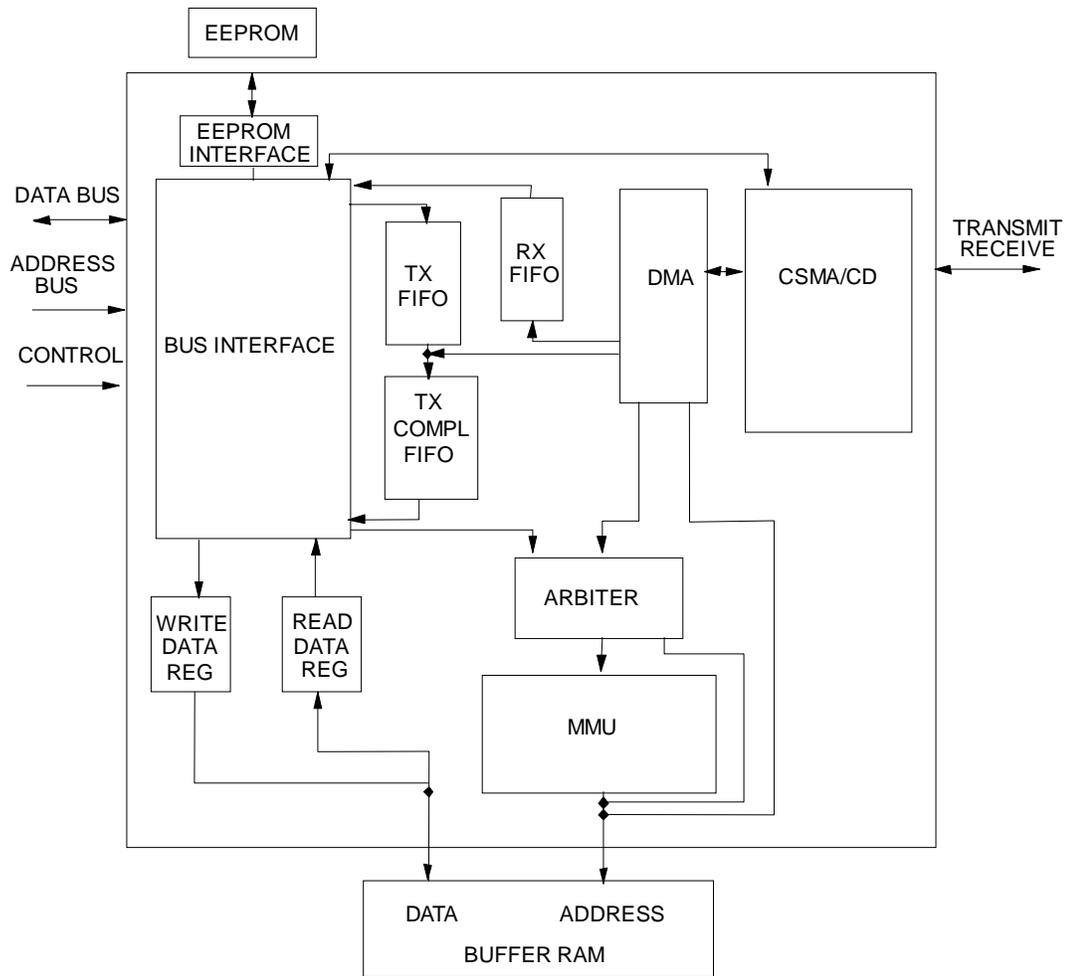 EEPROM
EEPROM
INTERFACE
DATA BUS
ADDRESS
BUS
CONTROL
BUS INTERFACE
TX
FIFO
RX
FIFO
DMA
CSMA/CD
TRANSMIT
RECEIVE
TX
COMPL
FIFO
ARBITER
WRITE
DATA
REG
READ
DATA
REG
MMU
DATA
ADDRESS
BUFFER RAM